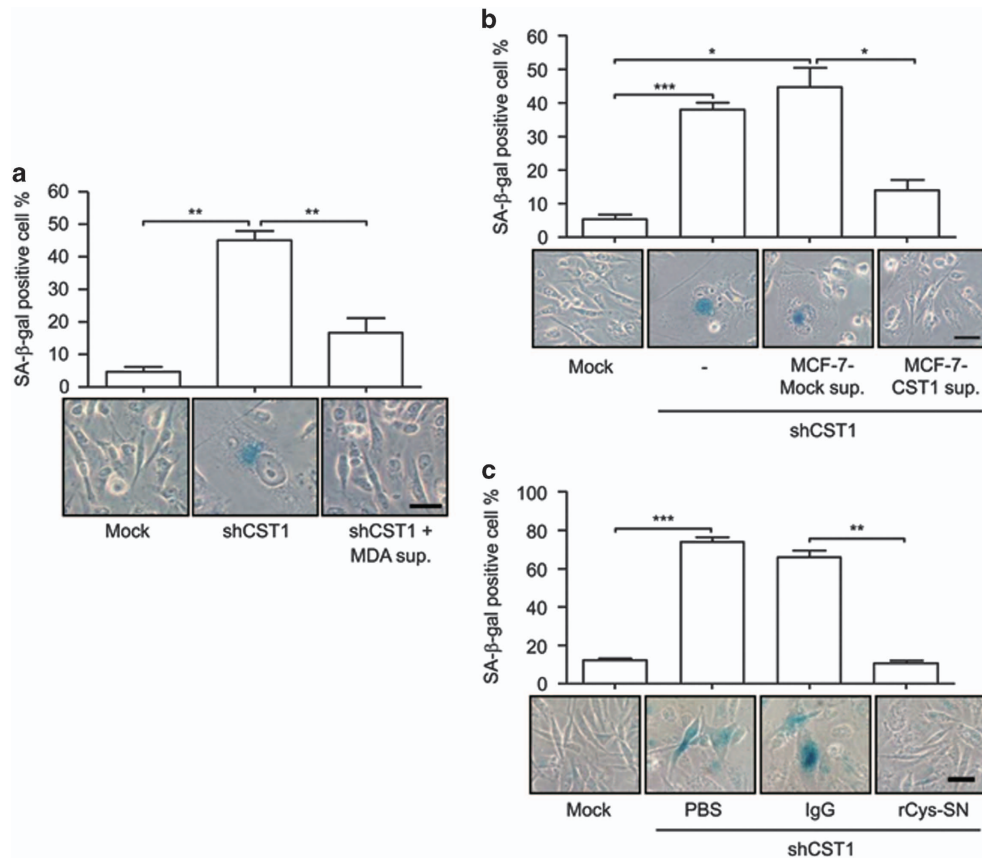 a
SA-β-gal positive cell %
60
50
40
30
20
10
0
** **
Mock shCST1 shCST1 +
MDA sup.
b
SA-β-gal positive cell %
60
50
40
30
20
10
0
* *
***
Mock - MCF-7- MCF-7-
Mock sup. CST1 sup.
shCST1
c
SA-β-gal positive cell %
100
80
60
40
20
0
*** **
Mock PBS IgG rCys-SN
shCST1